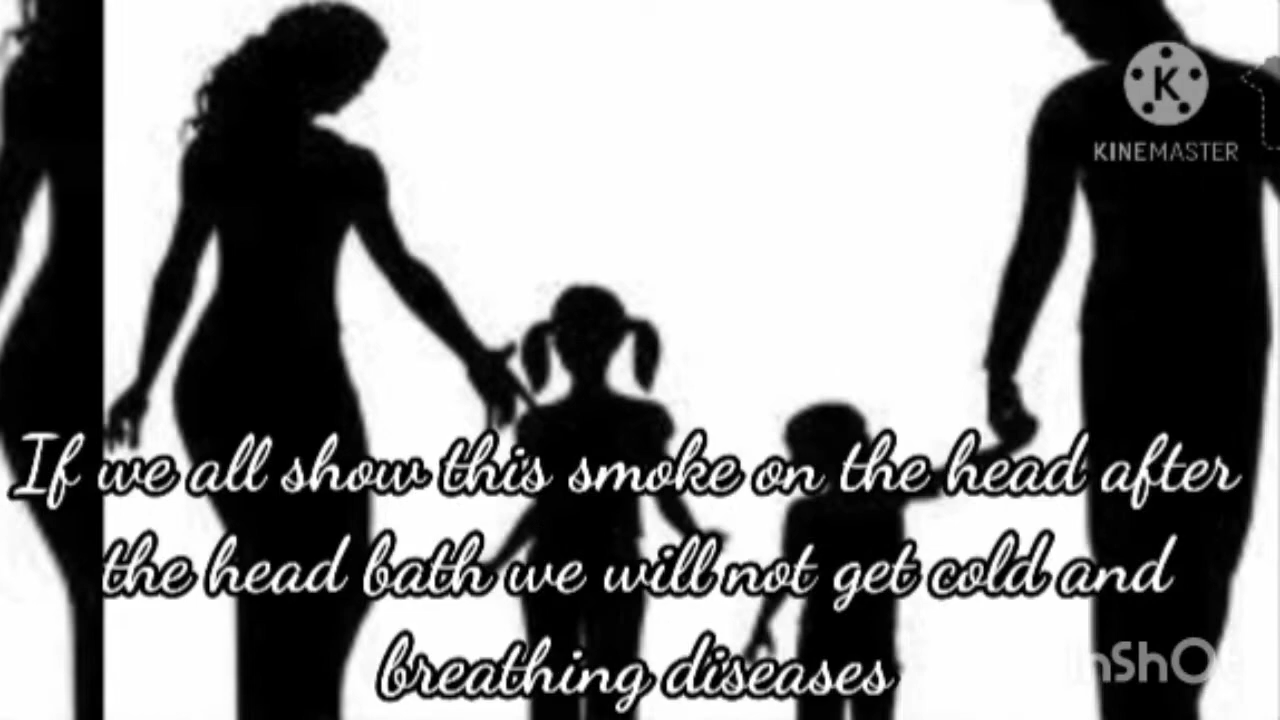 KINEMASTER
If we all show this smoke on the head after
the head bath we will not get cold and
breathing diseases
InShOt